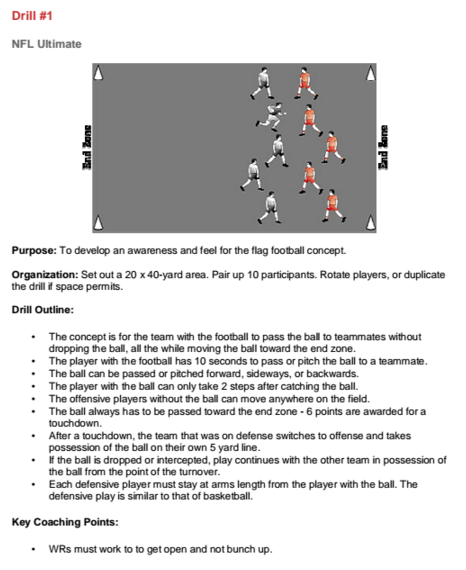 Drill #1
NFL Ultimate
End Zone
End Zone
Purpose: To develop an awareness and feel for the flag football concept.
Organization: Set out a 20 x 40-yard area. Pair up 10 participants. Rotate players, or duplicate
the drill if space permits.
Drill Outline:
• The concept is for the team with the football to pass the ball to teammates without
dropping the ball, all the while moving the ball toward the end zone.
• The player with the football has 10 seconds to pass or pitch the ball to a teammate.
• The ball can be passed or pitched forward, sideways, or backwards.
• The player with the ball can only take 2 steps after catching the ball.
• The offensive players without the ball can move anywhere on the field.
• The ball always has to be passed toward the end zone - 6 points are awarded for a
touchdown.
• After a touchdown, the team that was on defense switches to offense and takes
possession of the ball on their own 5 yard line.
• If the ball is dropped or intercepted, play continues with the other team in possession of
the ball from the point of the turnover.
• Each defensive player must stay at arms length from the player with the ball. The
defensive play is similar to that of basketball.
Key Coaching Points:
• WRs must work to to get open and not bunch up.